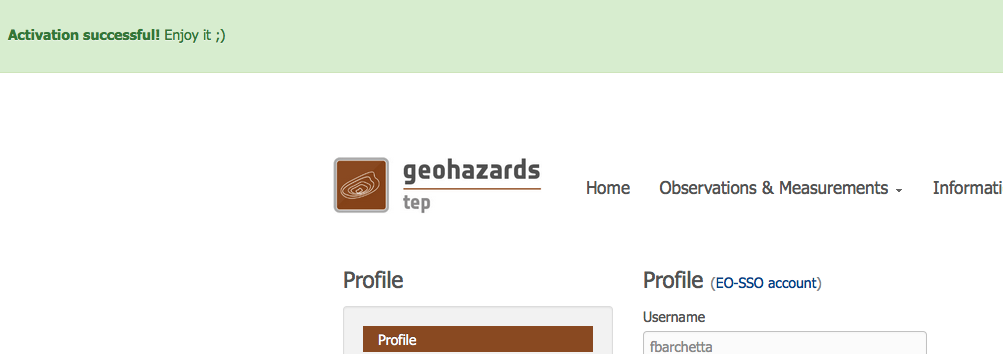 Activation successful! Enjoy it ;)
geohazards
tep
Home Observations & Measurements Informati
Profile
Profile
Profile (EO-SSO account)
Username
fbarchetta